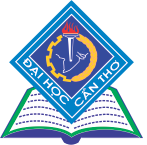 ĐẠI HỌC CẦN THƠ